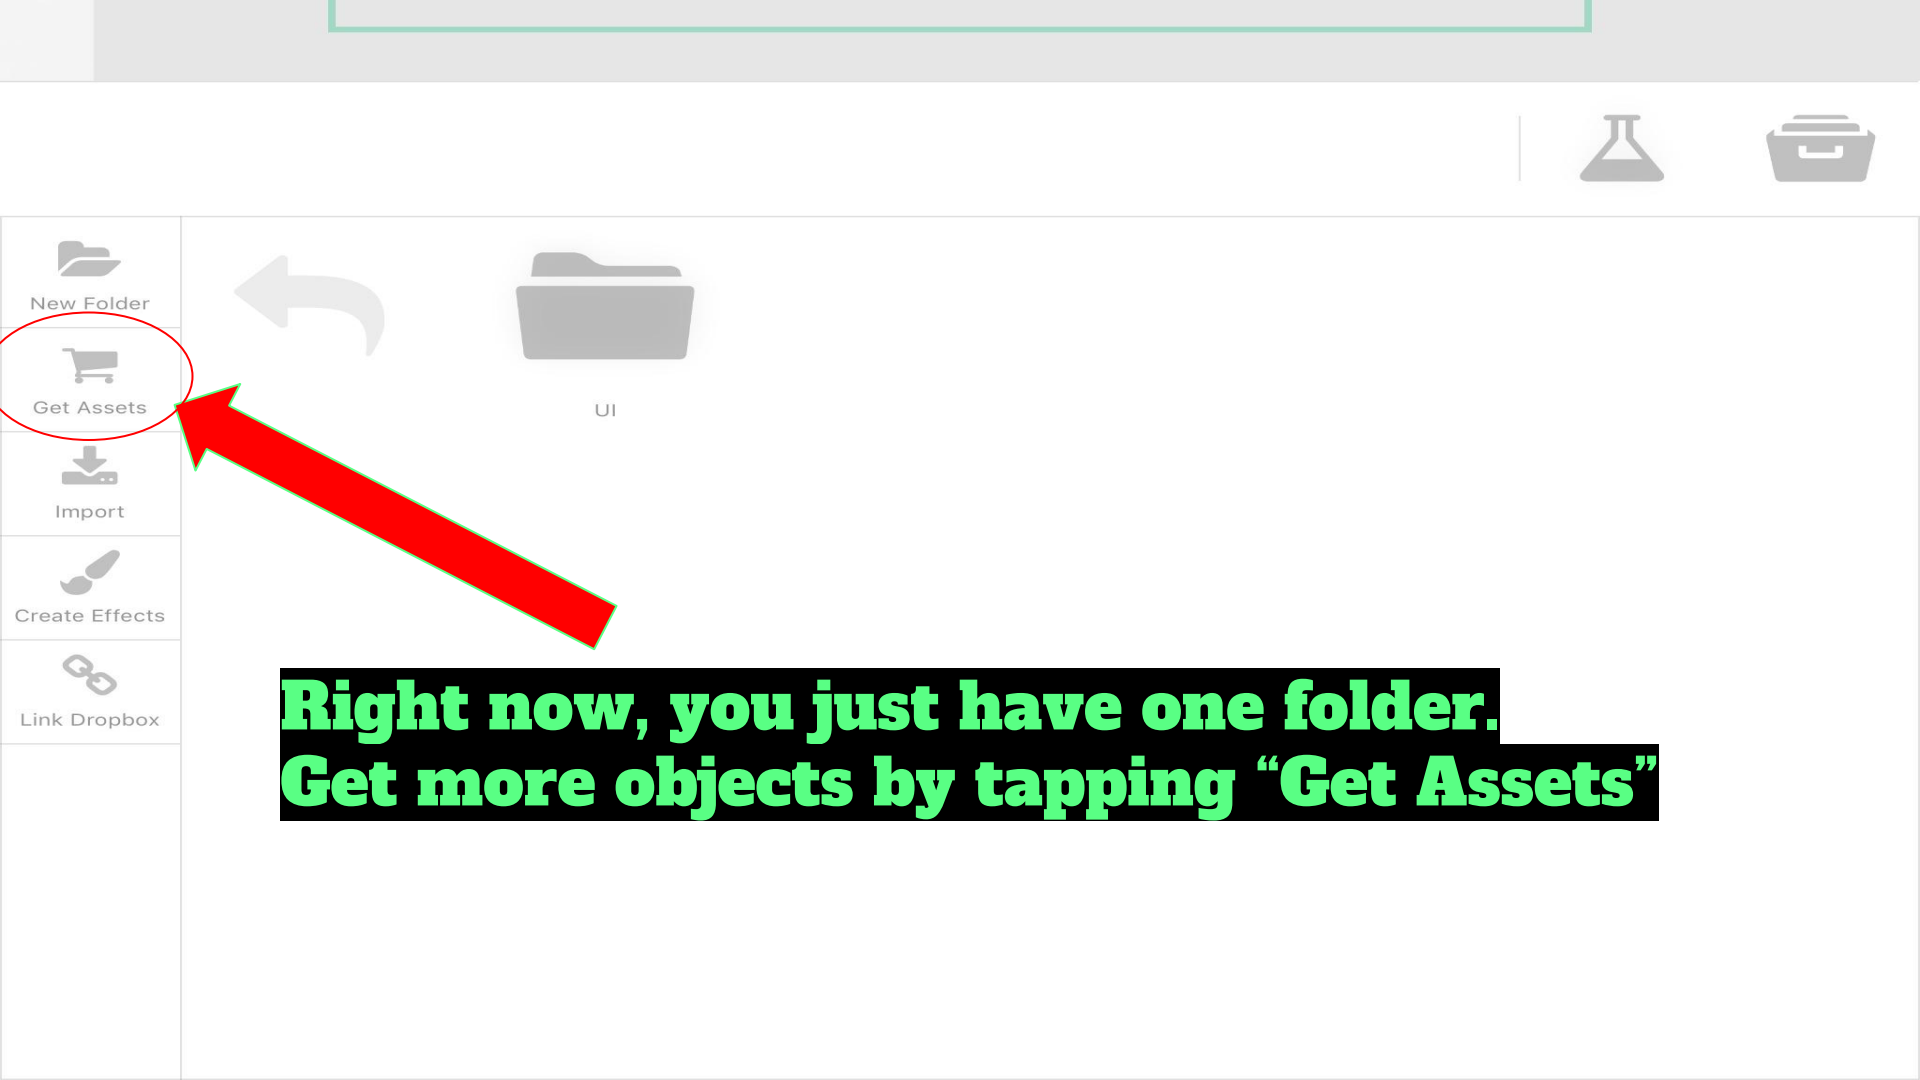 New Folder
Get Assets
UI
Import
Create Effects
Link Dropbox
Right now, you just have one folder.
Get more objects by tapping “Get Assets”